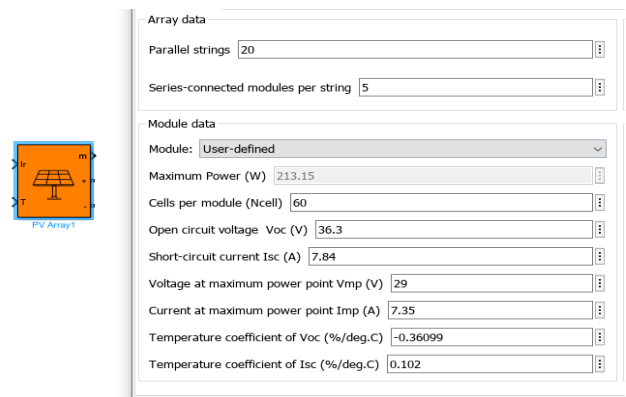 Array data
Parallel strings 20
Series-connected modules per string 5
Module data
Module: User-defined
Maximum Power (W) 213.15
Cells per module (Ncell) 60
Open circuit voltage Voc (V) 36.3
Short-circuit current Isc (A) 7.84
Voltage at maximum power point Vmp (V) 29
Current at maximum power point Imp (A) 7.35
Temperature coefficient of Voc (%/deg.C) -0.36099
Temperature coefficient of Isc (%/deg.C) 0.102
Ir
m
+
T
-
PV Array1